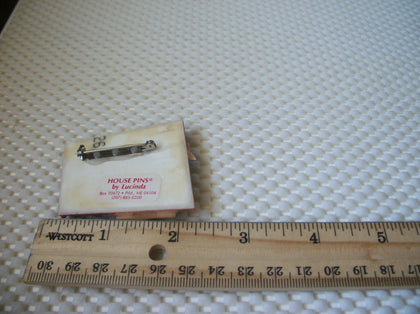 26
HOUSE PINS®
by Lucinda
WESTCOTT 1 2 3 4 5
30 29 28 27 26 25 24 23 22 21 20 19 18